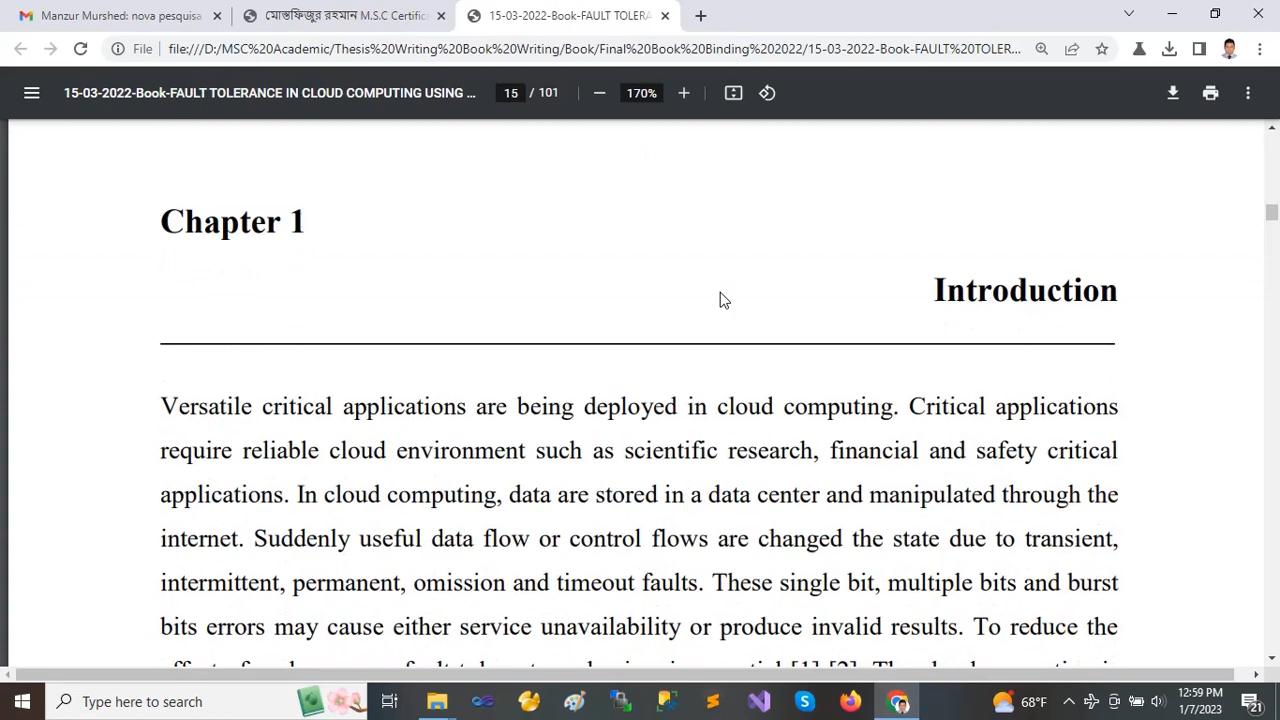 Manzur Murshed: nova pesquisa
মোস্তফিজুর রহমান M.S.C Certific
15-03-2022-Book-FAULT TOLERA
File
file:///D:/MSC%20Academic/Thesis%20Writing%20Book%20Writing/Book/Final%20Book%20Binding%202022/15-03-2022-Book-FAULT%20TOLER...
15-03-2022-Book-FAULT TOLERANCE IN CLOUD COMPUTING USING ...
15 / 101
170%
Chapter 1
Introduction
Versatile critical applications are being deployed in cloud computing. Critical applications
require reliable cloud environment such as scientific research, financial and safety critical
applications. In cloud computing, data are stored in a data center and manipulated through the
internet. Suddenly useful data flow or control flows are changed the state due to transient,
intermittent, permanent, omission and timeout faults. These single bit, multiple bits and burst
bits errors may cause either service unavailability or produce invalid results. To reduce the
Type here to search
68°F
12:59 PM
1/7/2023
21